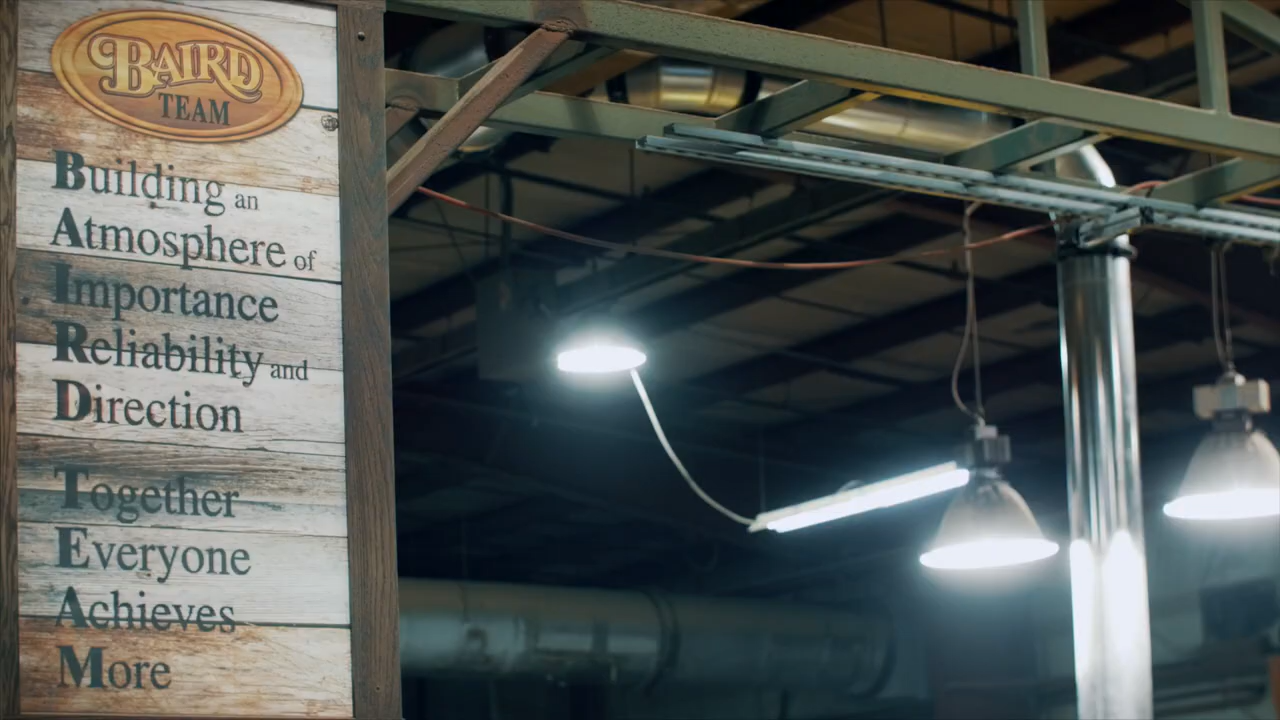 BAIRD
TEAM
Building an
Atmosphere of
Importance
Reliability and
Direction
Together
Everyone
Achieves
More